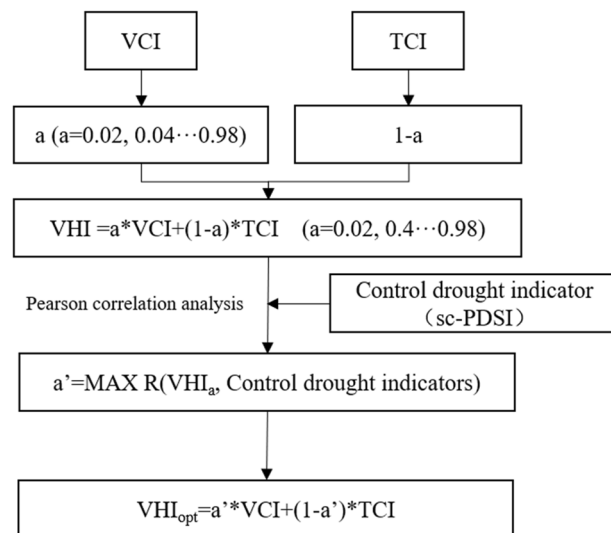 VCI
TCI
a (a=0.02, 0.04⋯0.98)
1-a
VHI =a*VCI+(1-a)*TCI (a=0.02, 0.4⋯0.98)
Pearson correlation analysis
Control drought indicator
（sc-PDSI）
a’=MAX R(VHIa, Control drought indicators)
VHIopt=a’*VCI+(1-a’)*TCI